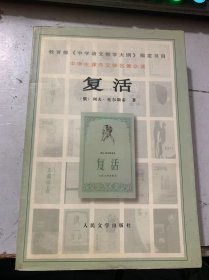 教育部《中学语文教学大纲》指定书目
中学生课外文学名著必读
复活
〔俄〕列夫·托尔斯泰 著
复活
人民文学出版社